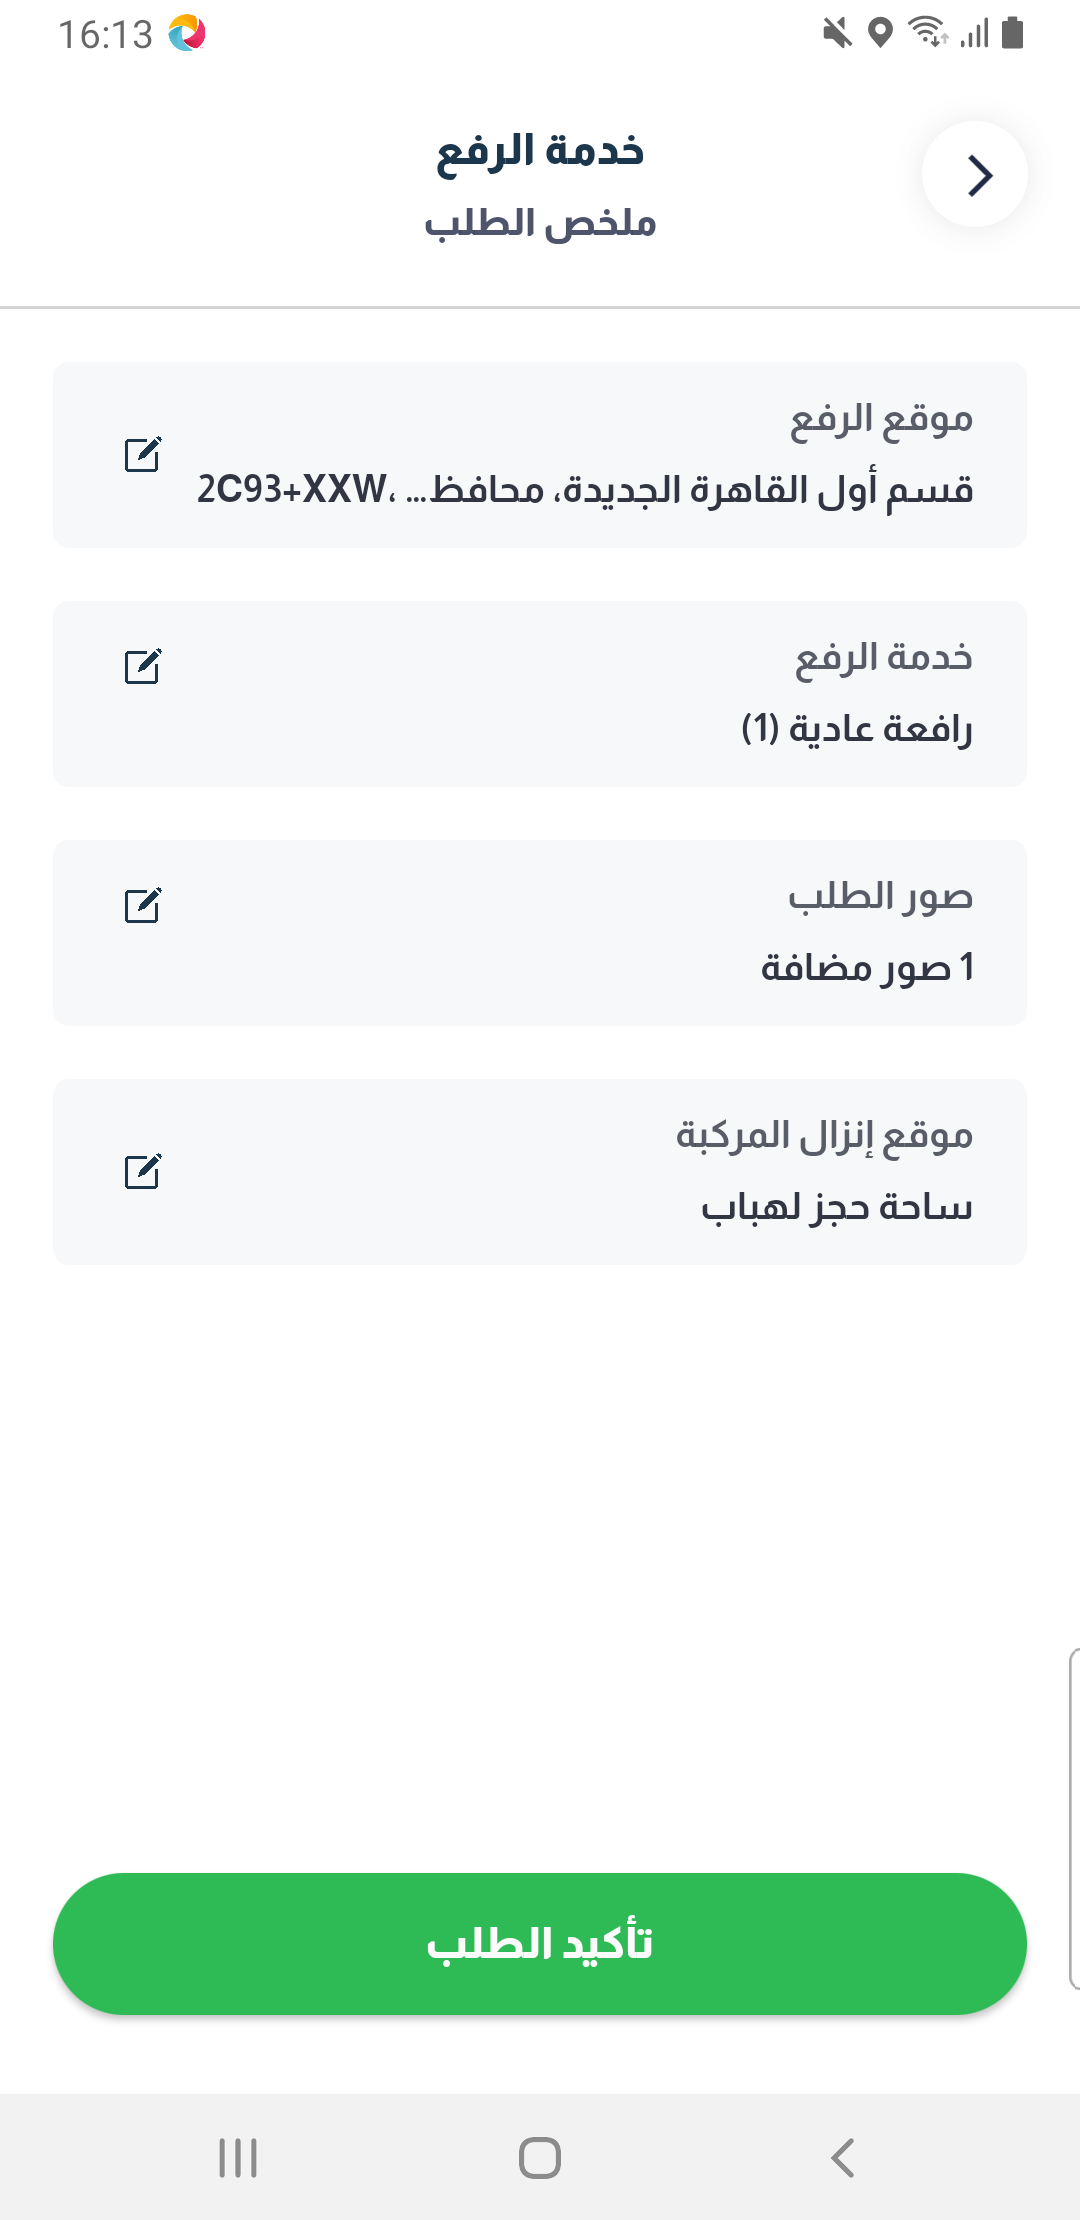 16:13
خدمة الرفع
ملخص الطلب
موقع الرفع
2C93+XXW، قسم أول القاهرة الجديدة، محافظ...
خدمة الرفع
رافعة عادية (1)
صور الطلب
1 صور مضافة
موقع إنزال المركبة
ساحة حجز لهباب
تأكيد الطلب